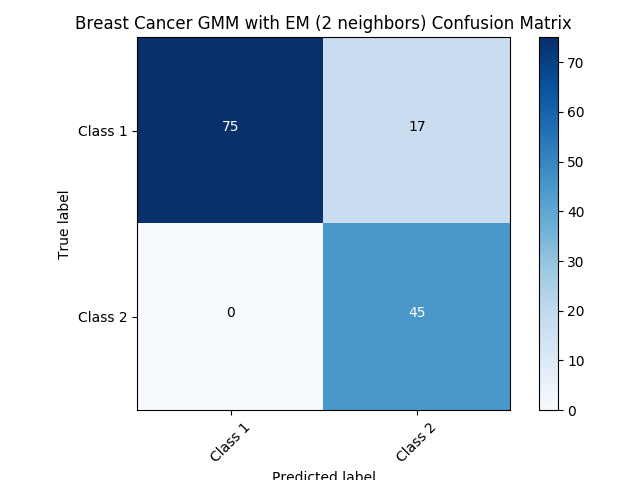 Breast Cancer GMM with EM (2 neighbors) Confusion Matrix
True label
Class 1
Class 2
75
17
0
45
Class 1
Class 2
Predicted label
70
60
50
40
30
20
10
0